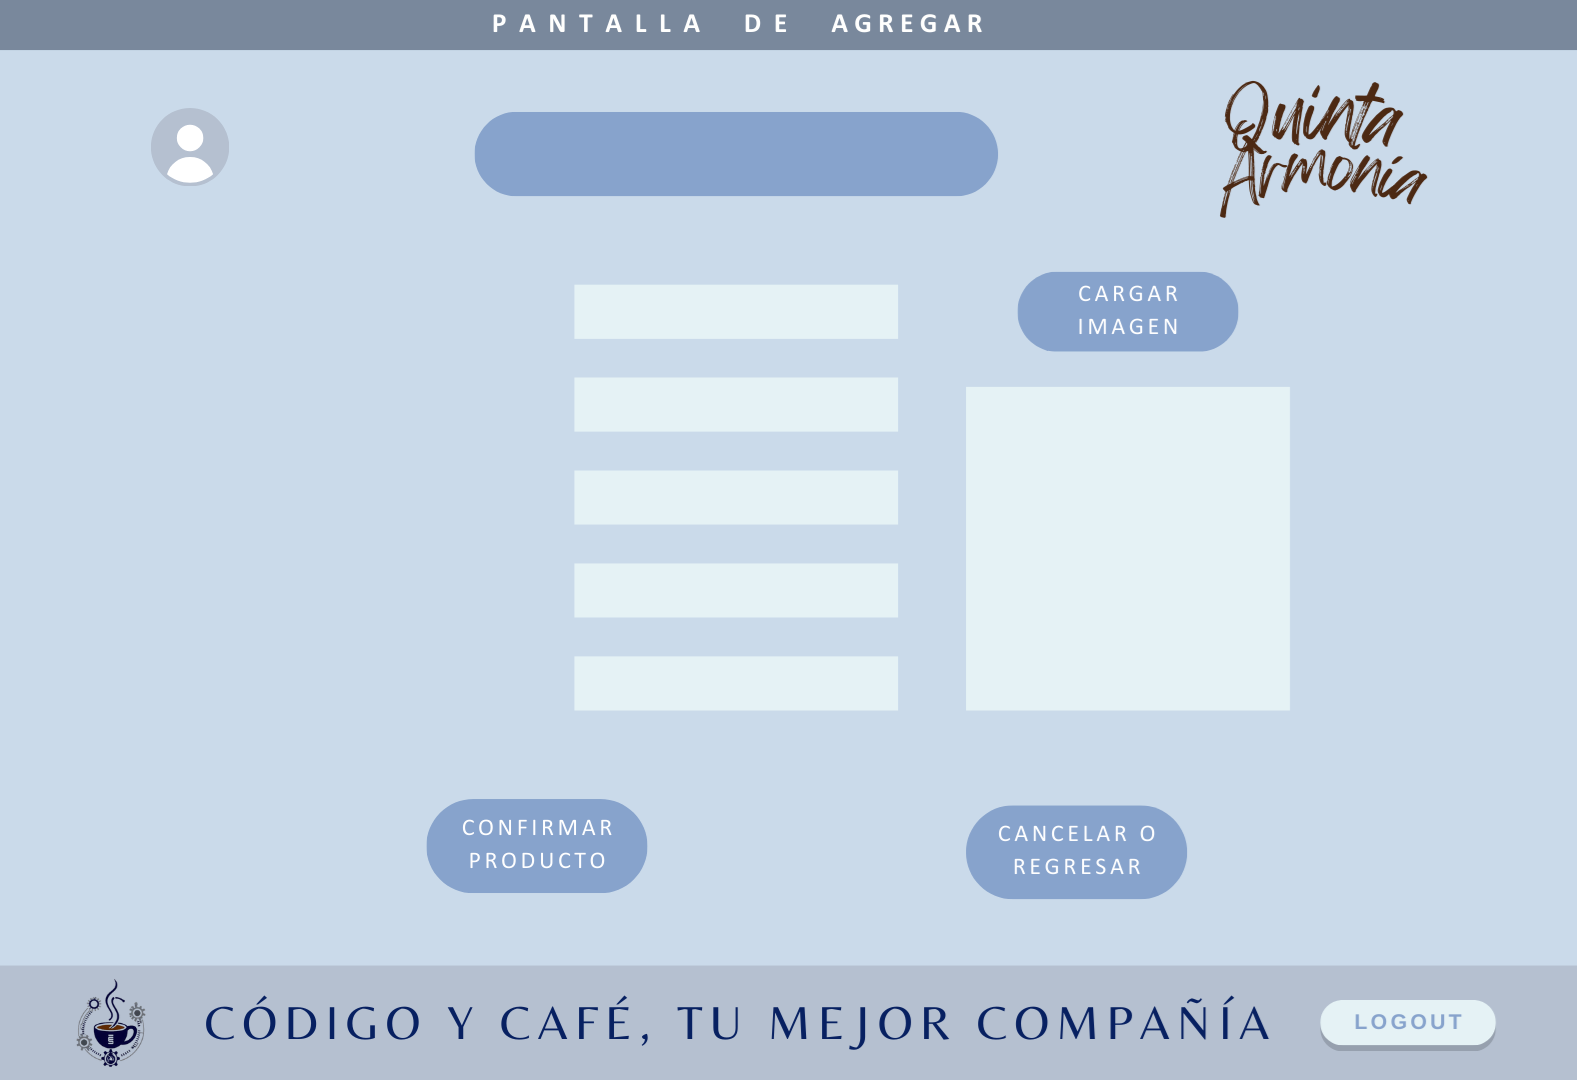 PANTALLA DE AGREGAR
Quinta
Armonía
CARGAR
IMAGEN
CONFIRMAR
PRODUCTO
CANCELAR O
REGRESAR
CÓDIGO Y CAFÉ, TU MEJOR COMPAÑÍA
LOGOUT